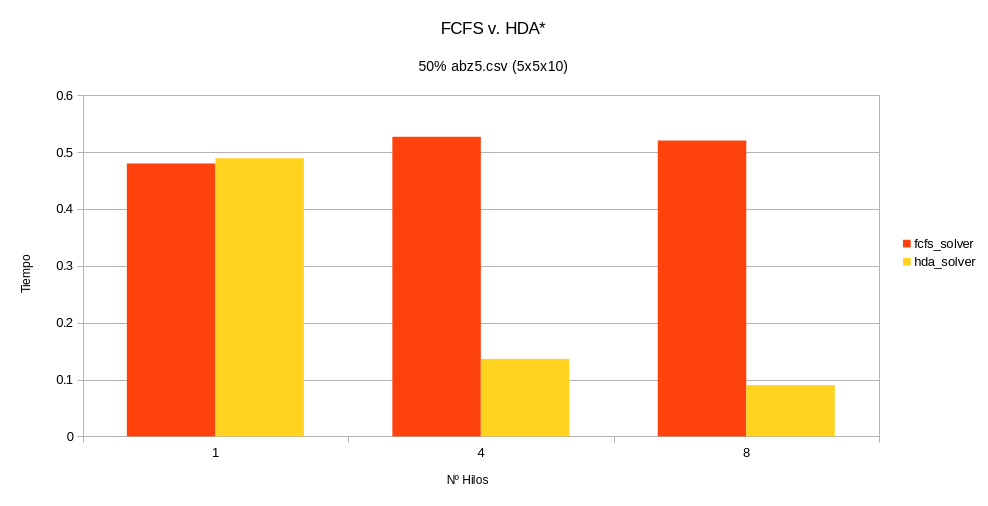 FCFS v. HDA*
50% abz5.csv (5x5x10)
0.6
0.5
0.4
0.3
0.2
0.1
0
Tiempo
1
4
8
Nº Hilos
fcfs_solver
hda_solver